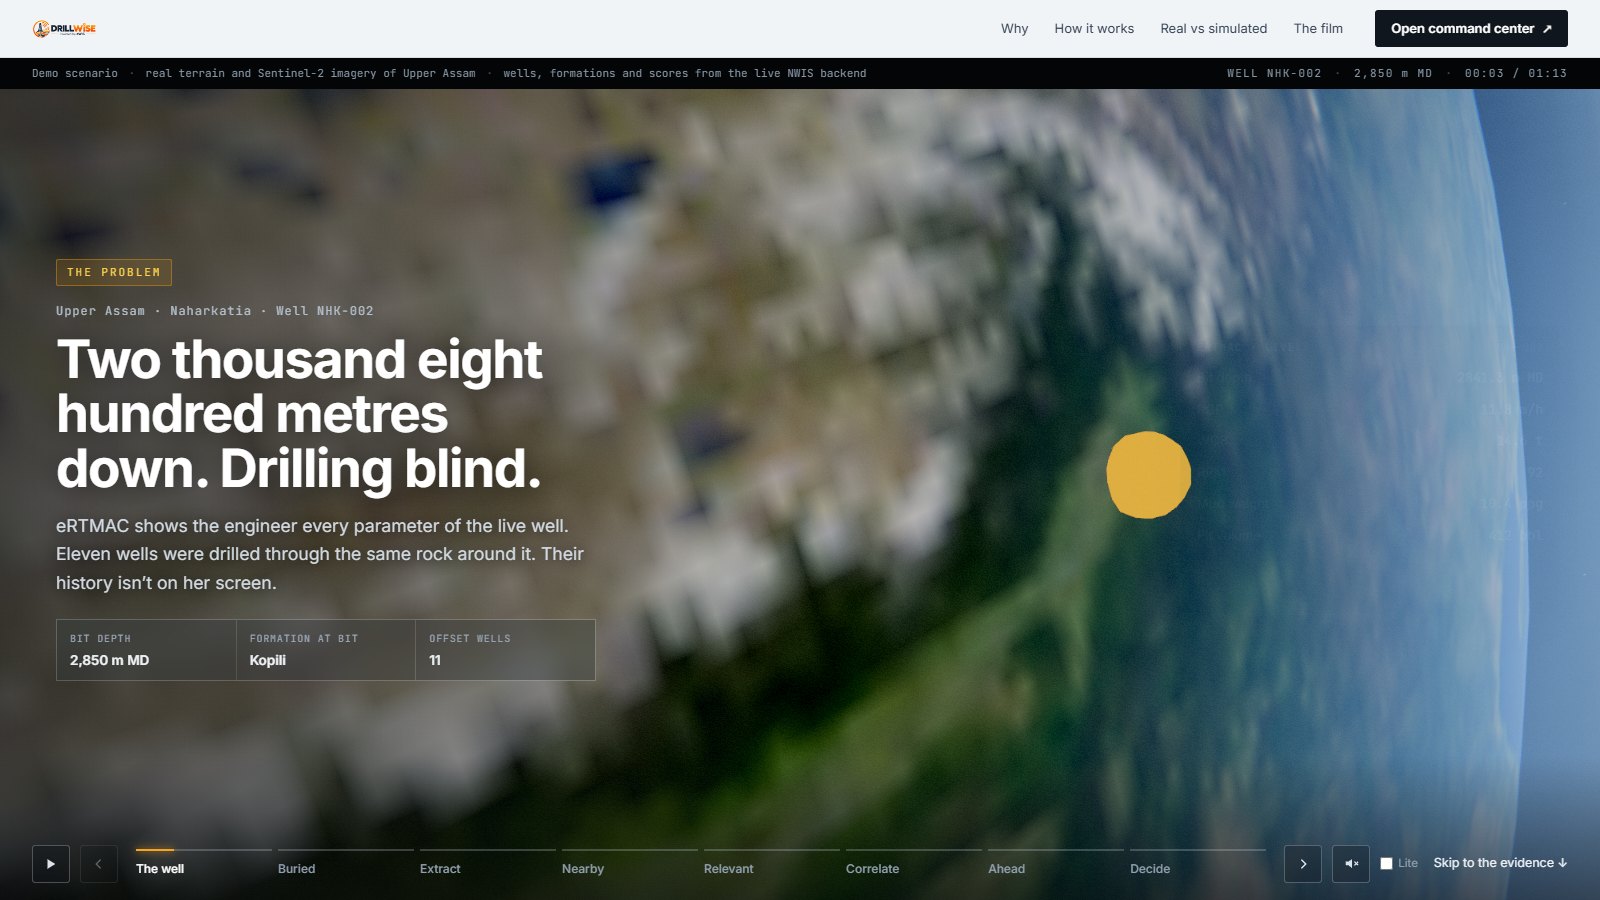 DRILLWISE
Why
How it works
Real vs simulated
The film
Open command center ↗
Demo scenario · real terrain and Sentinel-2 imagery of Upper Assam · wells, formations and scores from the live NWIS backend
WELL NHK-002 · 2,850 m MD · 00:03 / 01:13
THE PROBLEM
Upper Assam · Naharkatia · Well NHK-002
Two thousand eight
hundred metres
down. Drilling blind.
eRTMAC shows the engineer every parameter of the live well.
Eleven wells were drilled through the same rock around it. Their
history isn’t on her screen.
BIT DEPTH
2,850 m MD
FORMATION AT BIT
Kopili
OFFSET WELLS
11
The well
Buried
Extract
Nearby
Relevant
Correlate
Ahead
Decide
Lite
Skip to the evidence ↓